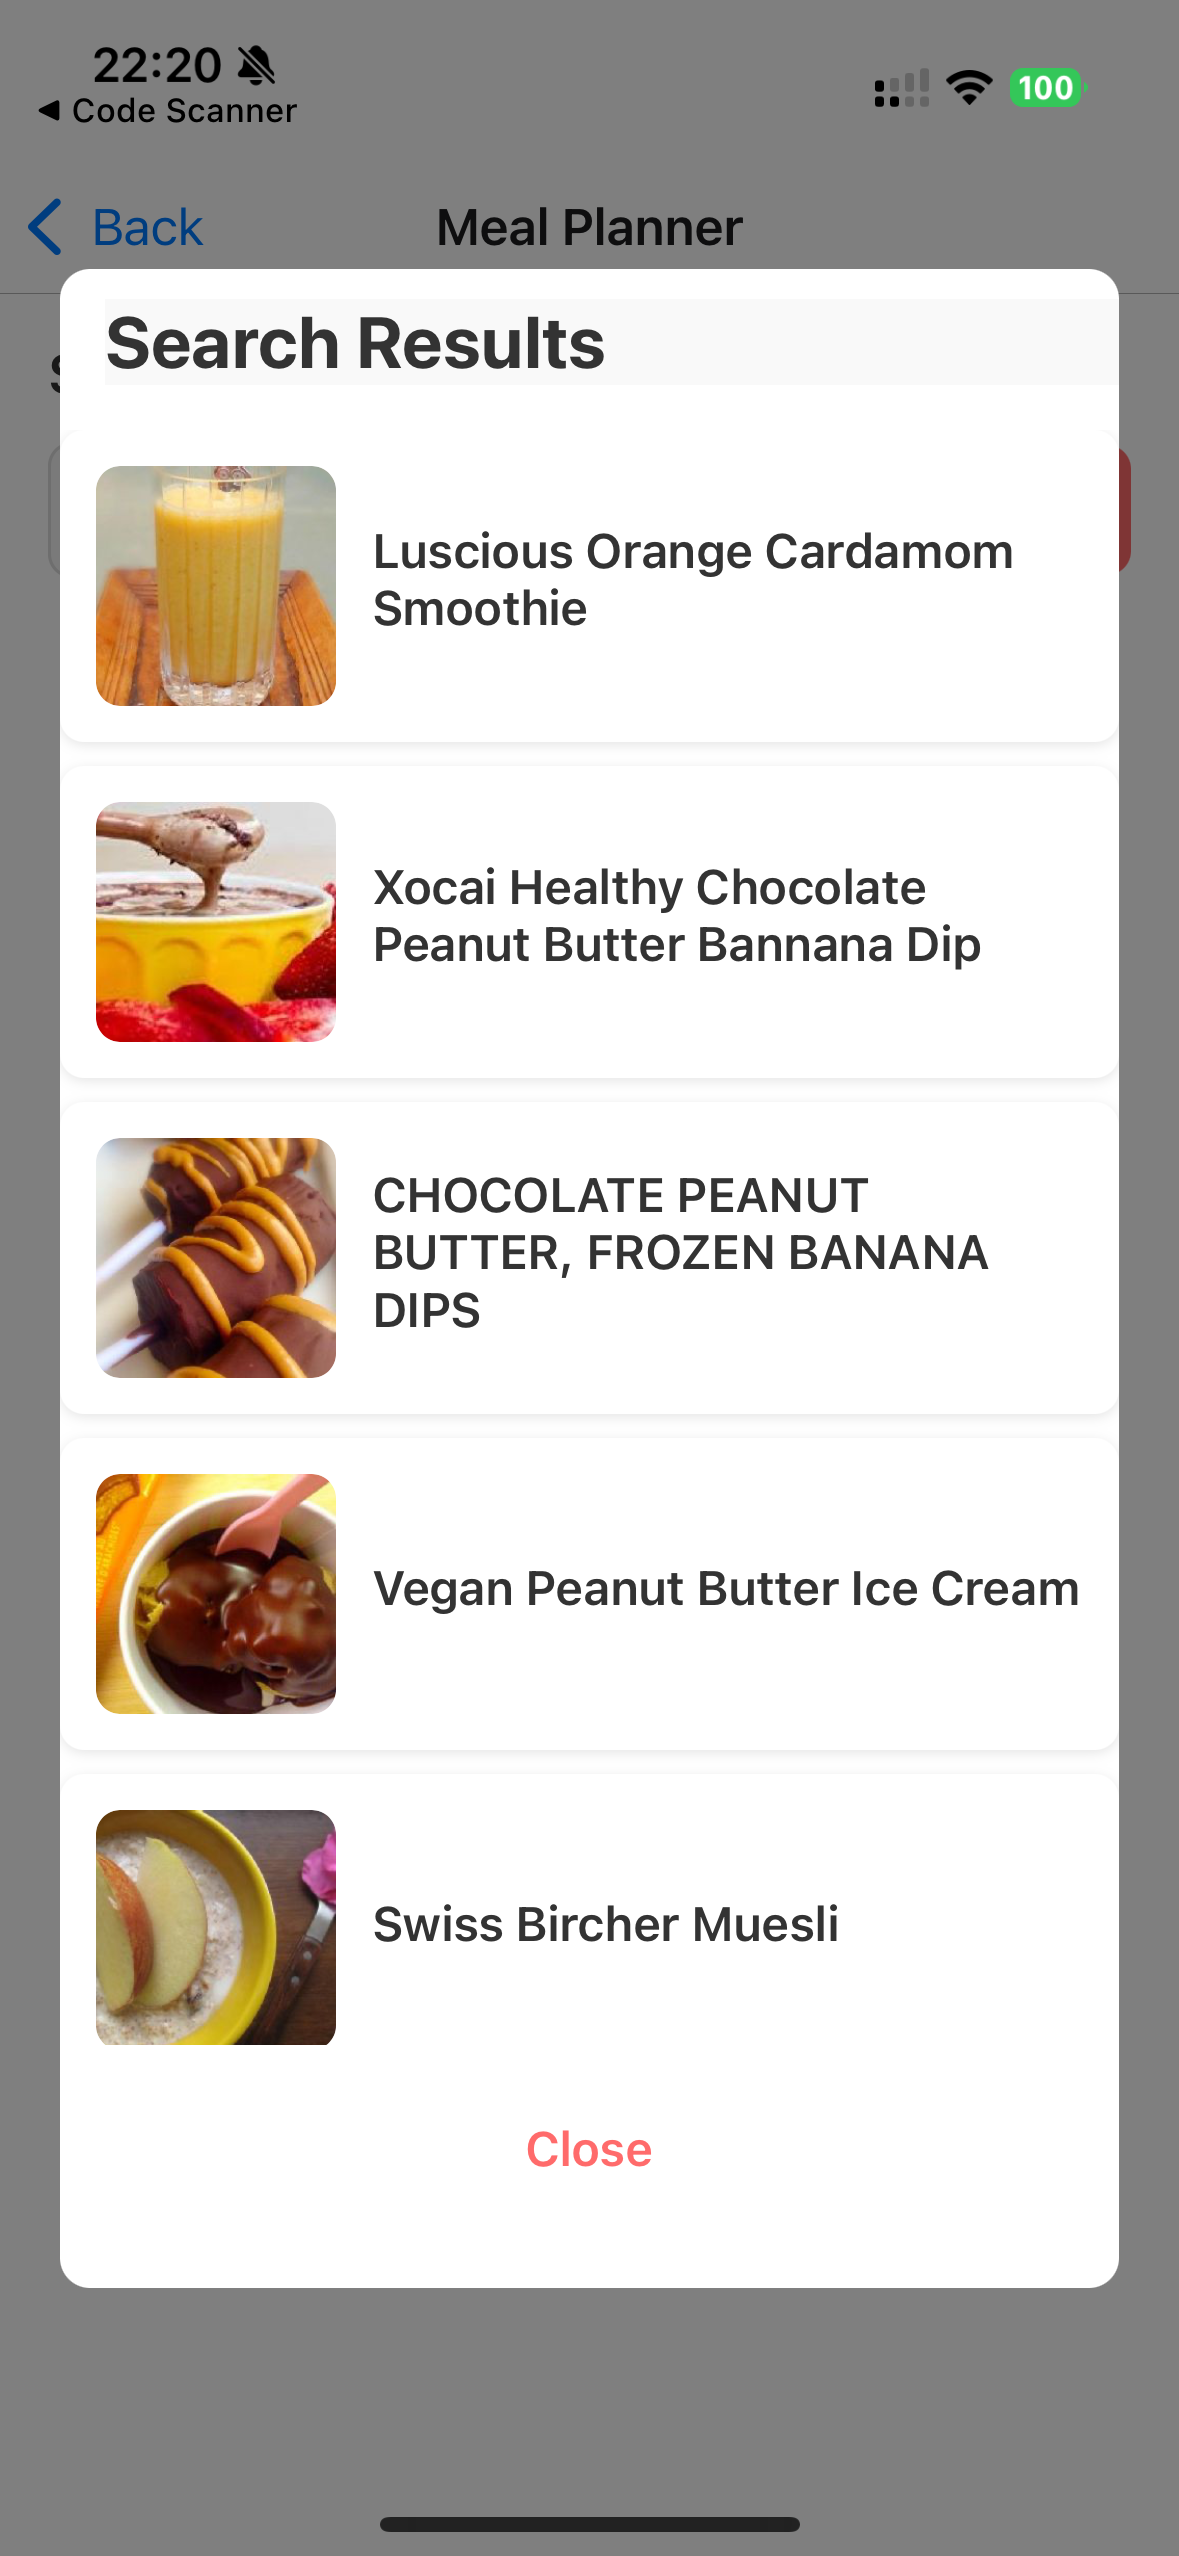 22:20
◀ Code Scanner
100
Back
Meal Planner
Search Results
Luscious Orange Cardamom
Smoothie
Xocai Healthy Chocolate
Peanut Butter Bannana Dip
CHOCOLATE PEANUT
BUTTER, FROZEN BANANA
DIPS
Vegan Peanut Butter Ice Cream
Swiss Bircher Muesli
Close